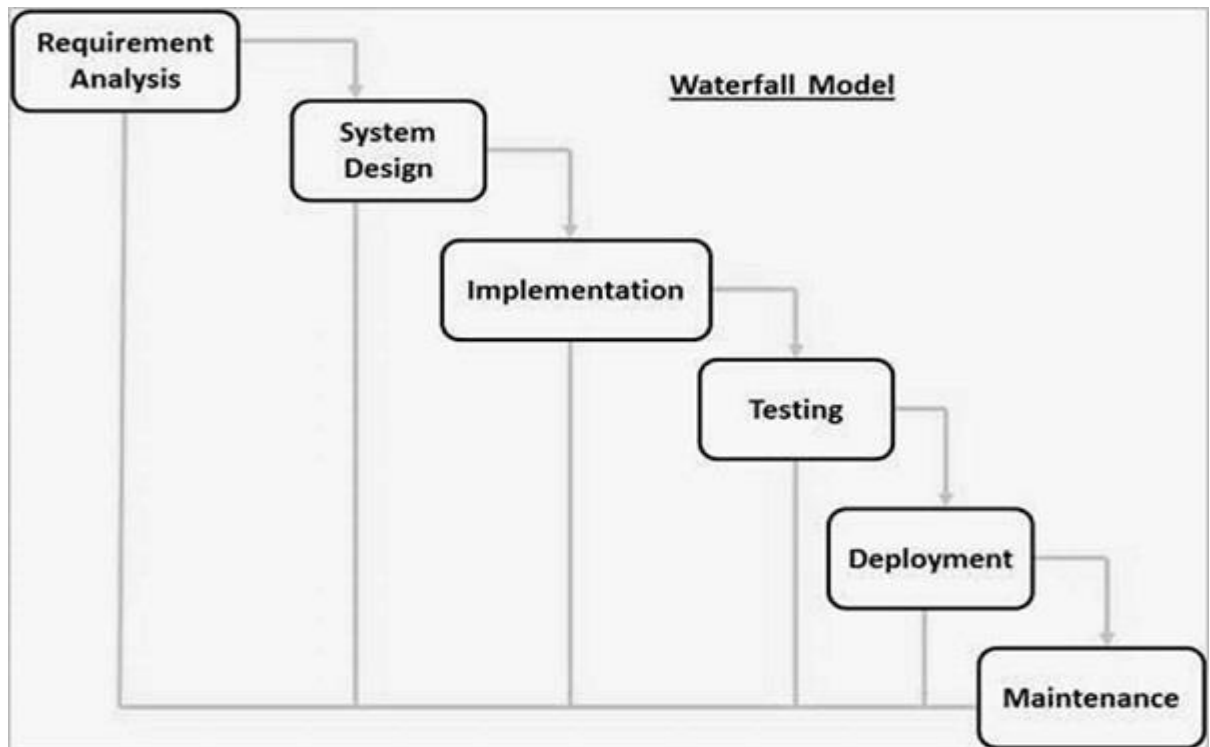 Requirement
Analysis
Waterfall Model
System
Design
Implementation
Testing
Deployment
Maintenance